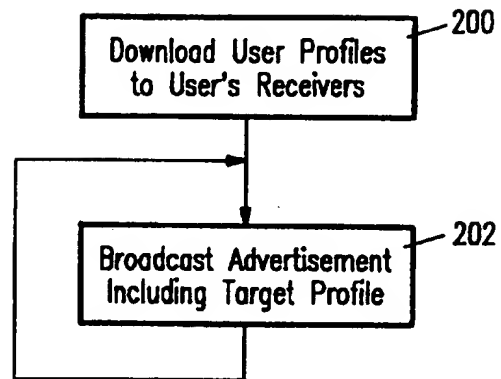 200
Download User Profiles
to User's Receivers
202
Broadcast Advertisement
Including Target Profile